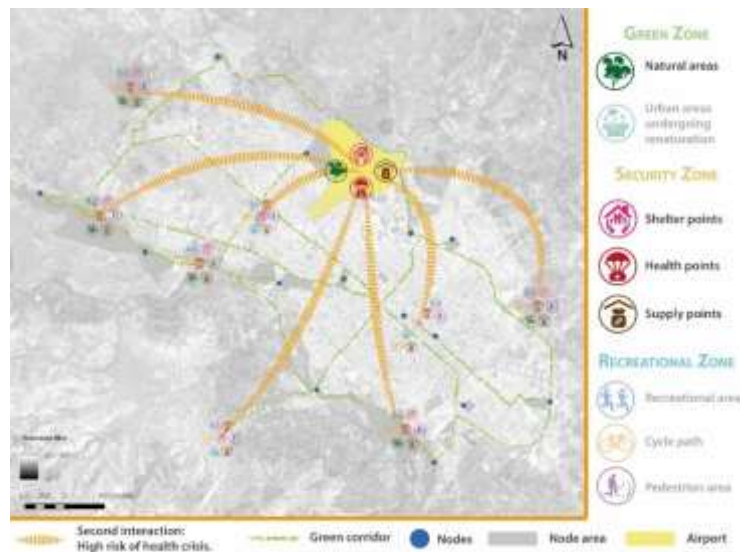 N
GREEN ZONE
Natural areas
Urban areas
undergoing
renaturation
SECURITY ZONE
Shelter points
Health points
Supply points
RECREATIONAL ZONE
Recreational area
Cycle path
Pedestrian area
Second interaction:
High risk of health crisis.
Green corridor
Nodes
Node area
Airport